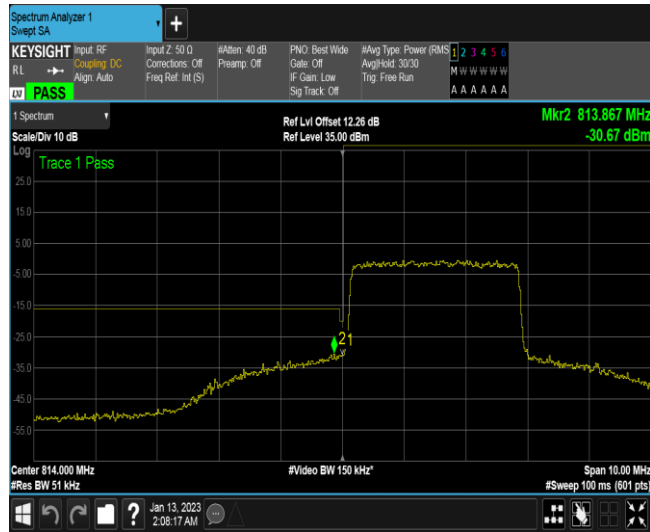 Spectrum Analyzer 1
Swept SA
KEYSIGHT
RL
LXI
PASS
Input: RF
Coupling: DC
Align: Auto
Input Z: 50 Ω
Corrections: Off
Freq Ref: Int (S)
#Atten: 40 dB
Preamp: Off
PNO: Best Wide
Gate: Off
IF Gain: Low
Sig Track: Off
#Avg Type: Power (RMS
Avg|Hold: 30/30
Trig: Free Run
1 2 3 4 5 6
M W W W W W
A A A A A A
1 Spectrum
Scale/Div 10 dB
Ref Lvl Offset 12.26 dB
Ref Level 35.00 dBm
Mkr2 813.867 MHz
-30.67 dBm
Log
Trace 1 Pass
25.0
15.0
5.00
-5.00
-15.0
-25.0
-35.0
-45.0
-55.0
2
1
Center 814.000 MHz
#Res BW 51 kHz
#Video BW 150 kHz*
Span 10.00 MHz
#Sweep 100 ms (601 pts)
?
Jan 13, 2023
2:08:17 AM